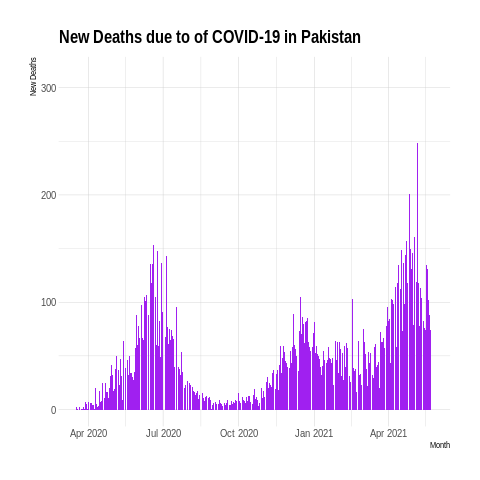 New Deaths due to of COVID-19 in Pakistan
New Deaths
300
200
100
0
Apr 2020 Jul 2020 Oct 2020 Jan 2021 Apr 2021
Month